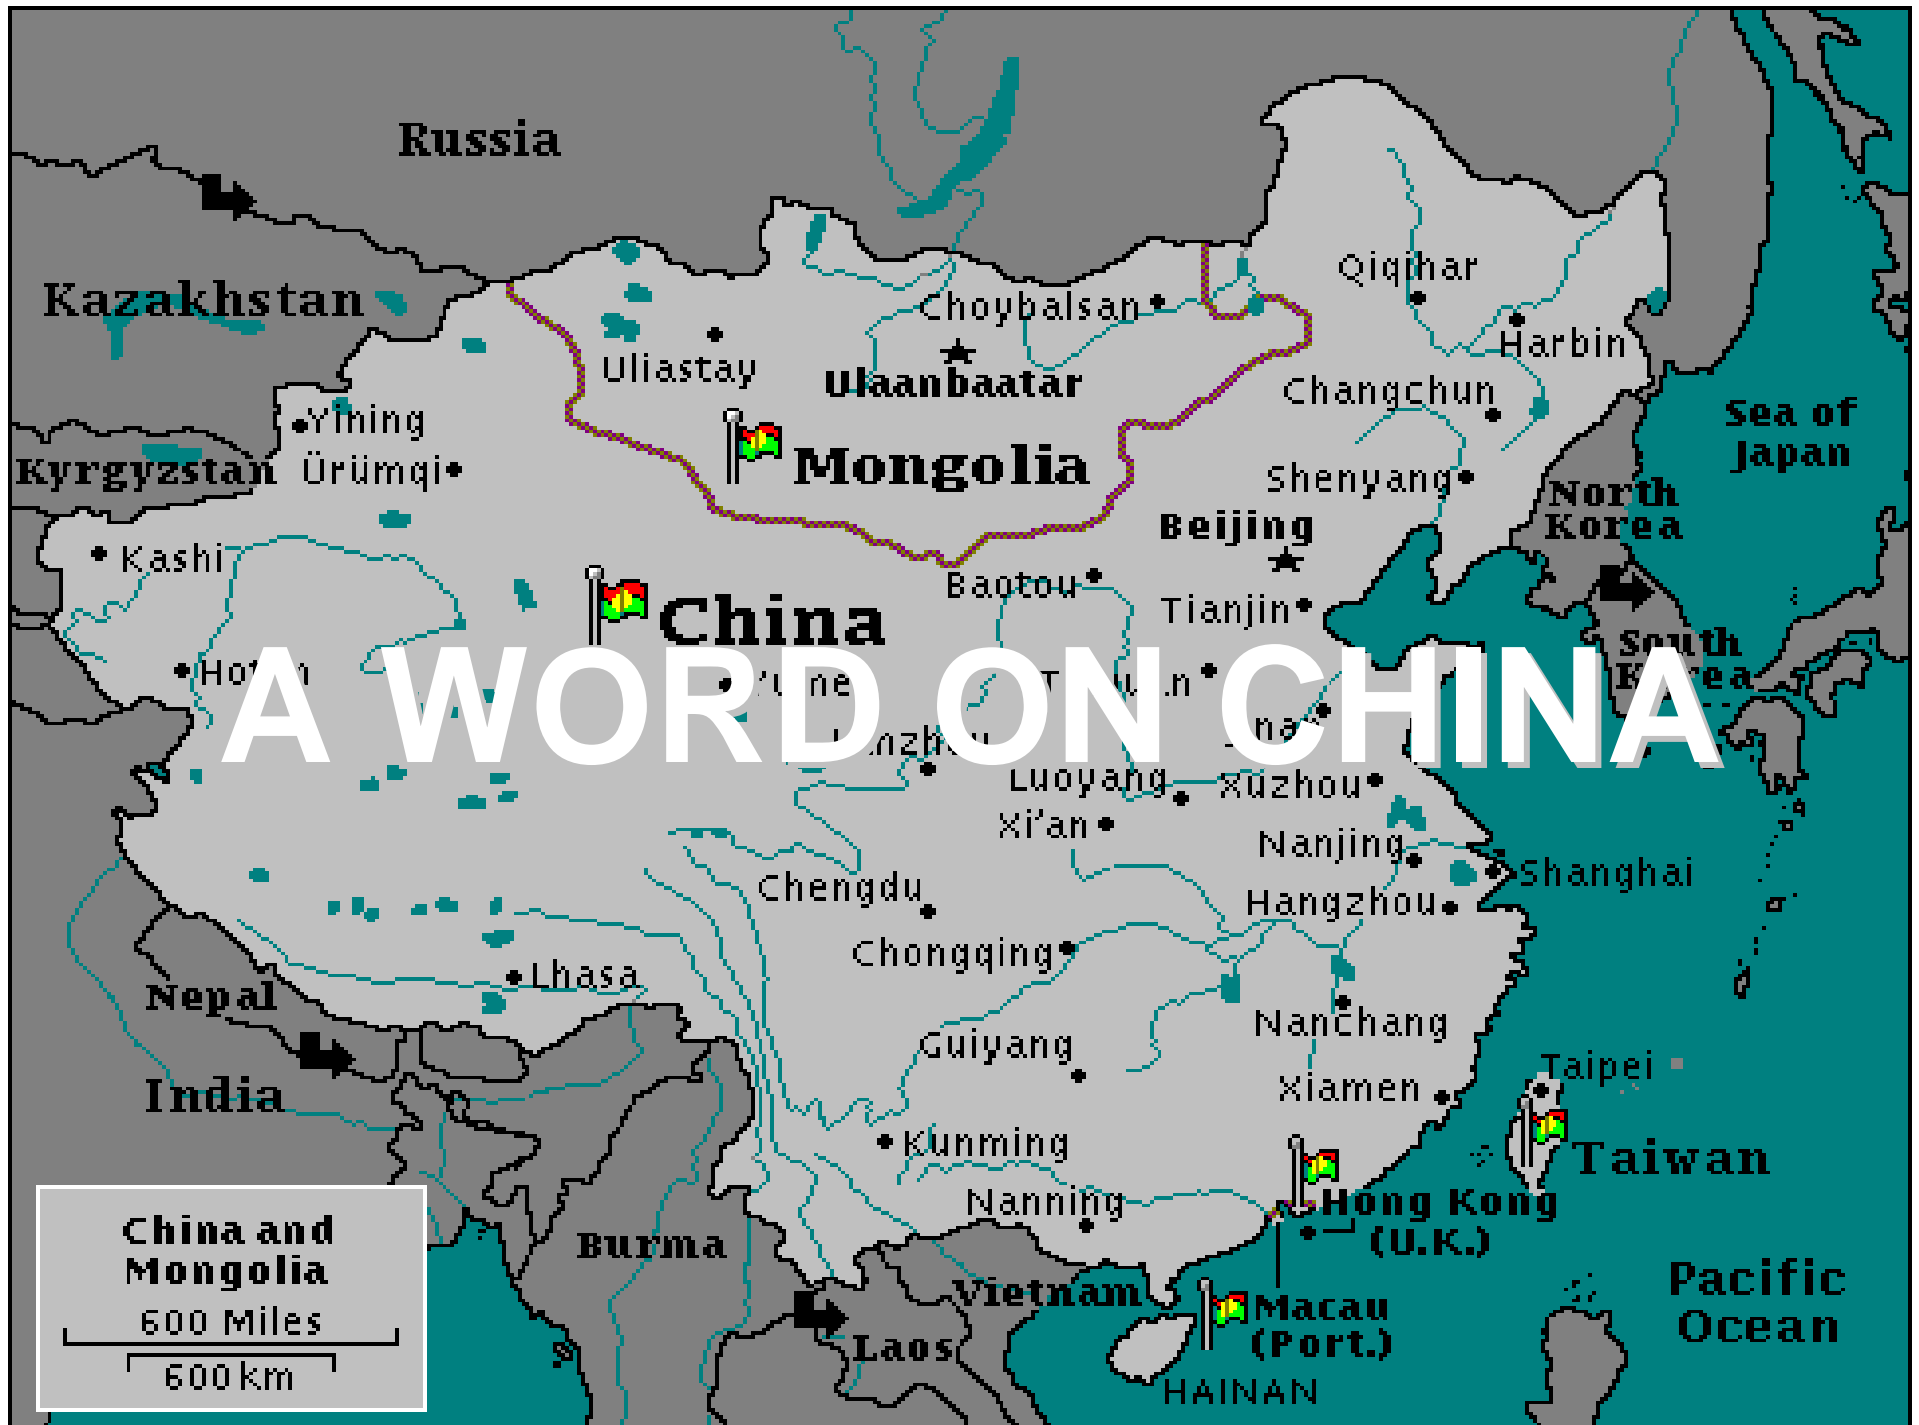 Russia
Kazakhstan
Qiqihar
Choybalsan
Harbin
Uliastay
Ulaanbaatar
Changchun
Sea of
Japan
Yining
Kyrgyzstan
Ürümqi
Mongolia
Shenyang
North
Korea
Beijing
Kashi
Baotou
Tianjin
China
South
Korea
A WORD ON CHINA
Luoyang
Xuzhou
Xi'an
Nanjing
Shanghai
Chengdu
Hangzhou
Chongqing
Lhasa
Nepal
Nanchang
Guiyang
Taipei
India
Xiamen
Kunming
Taiwan
Nanning
Hong Kong
(U.K.)
China and
Mongolia
600 Miles
600 km
Burma
Vietnam
Macau
(Port.)
Laos
HAINAN
Pacific
Ocean